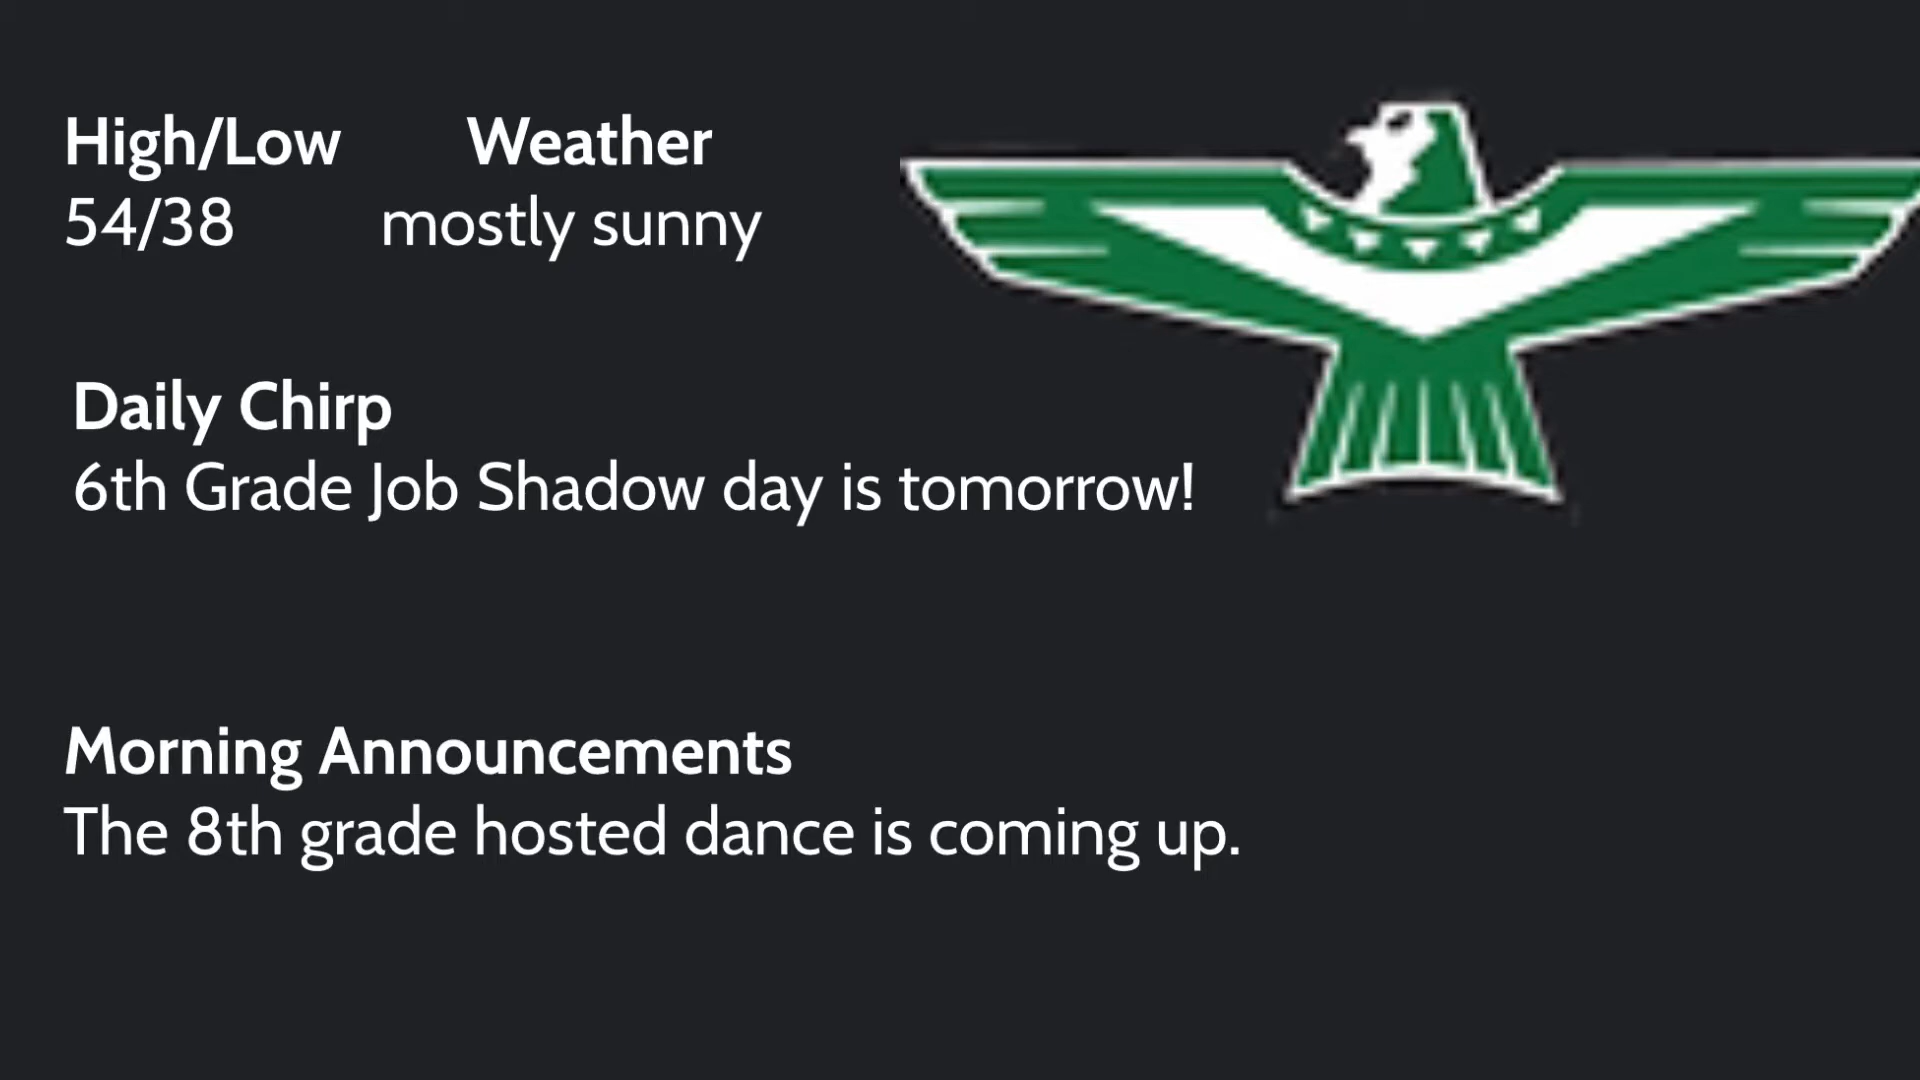 High/Low Weather
54/38 mostly sunny
Daily Chirp
6th Grade Job Shadow day is tomorrow!
Morning Announcements
The 8th grade hosted dance is coming up.